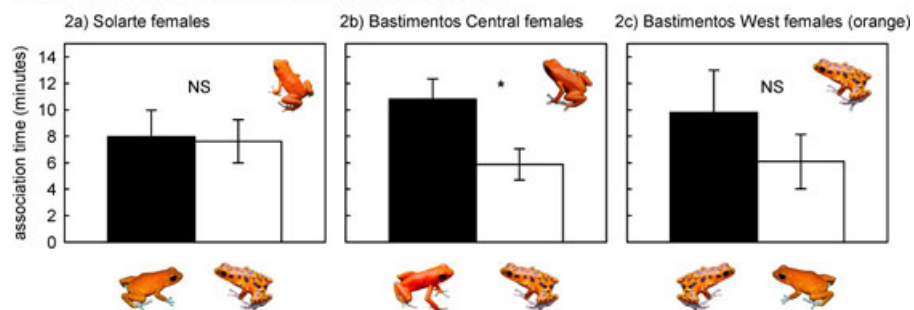 2a) Solarte females
2b) Bastimentos Central females
2c) Bastimentos West females (orange)
association time (minutes)
14
12
10
8
6
4
2
0
NS
*
NS